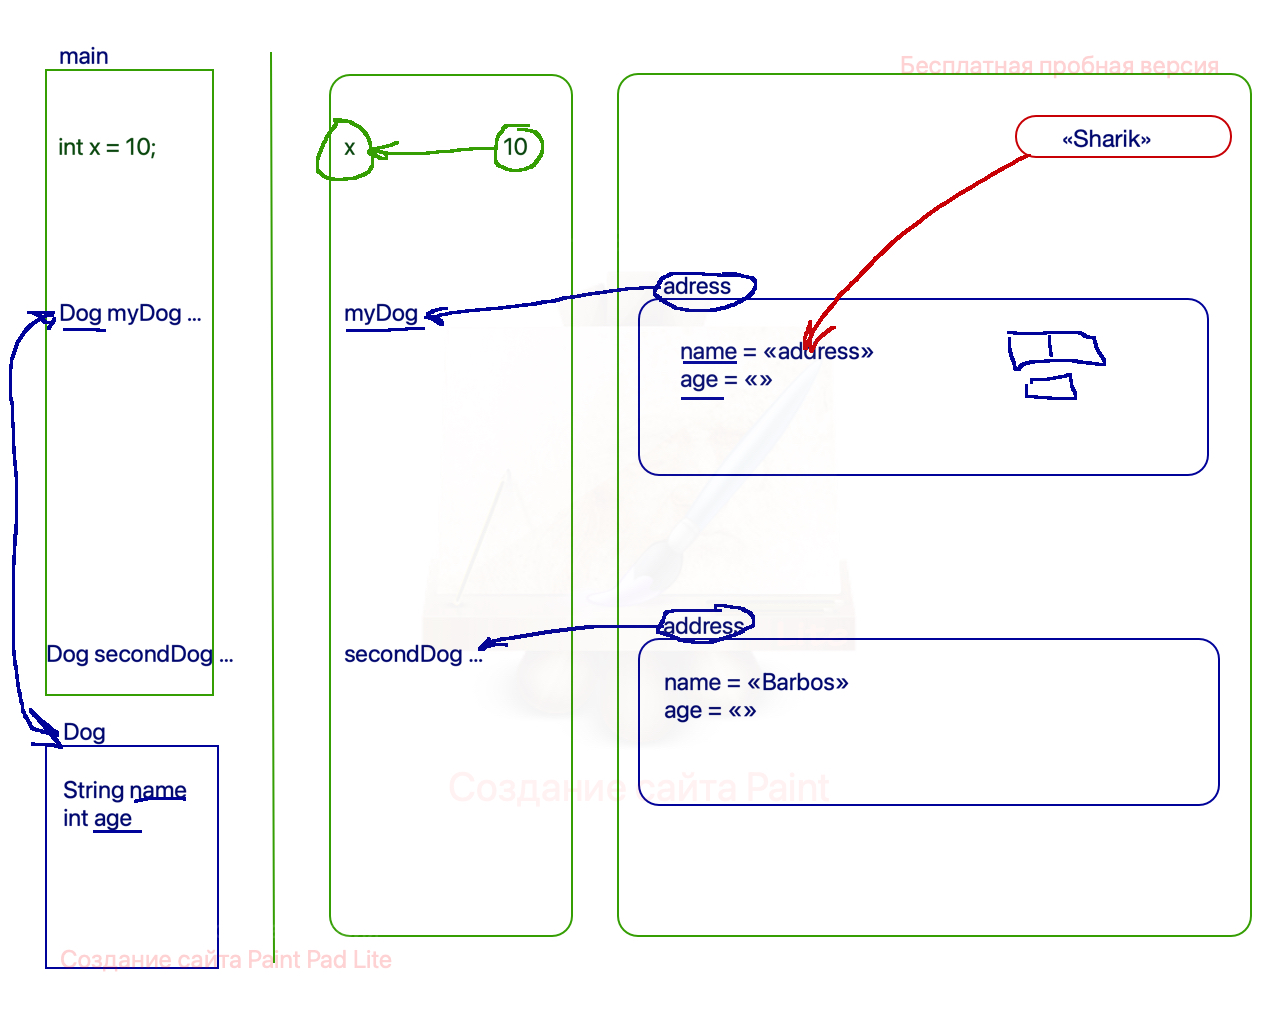 main
Бесплатная пробная версия
int x = 10;
x
10
«Sharik»
adress
Dog myDog ...
myDog
name = «address»
age = «»
address
Dog secondDog ...
secondDog ...
name = «Barbos»
age = «»
Dog
String name
int age
Создание сайта Paint
Создание сайта Paint Pad Lite